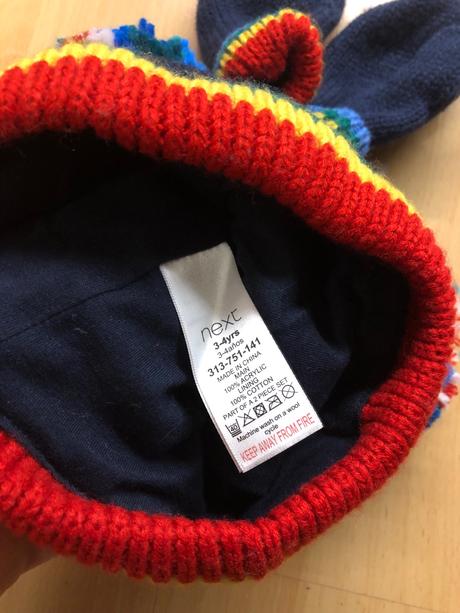 next
3-4yrs
3-4años
313-751-141
MADE IN CHINA
MAIN
100% ACRYLIC
LINING
100% COTTON
PART OF A 2 PIECE SET
40
Machine wash on a wool
cycle
KEEP AWAY FROM FIRE